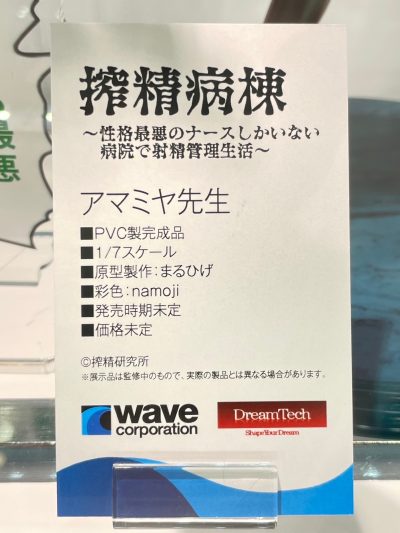 搾精病棟
～性格最悪のナースしかいない
病院で射精管理生活～
アマミヤ先生
■PVC製完成品
■1/7スケール
■原型製作：まるひげ
■彩色：namoji
■発売時期未定
■価格未定
©搾精研究所
※展示品は監修中のもので、実際の製品とは異なる場合があります。
wave
corporation
DreamTech
ShapeYourDream
最
悪